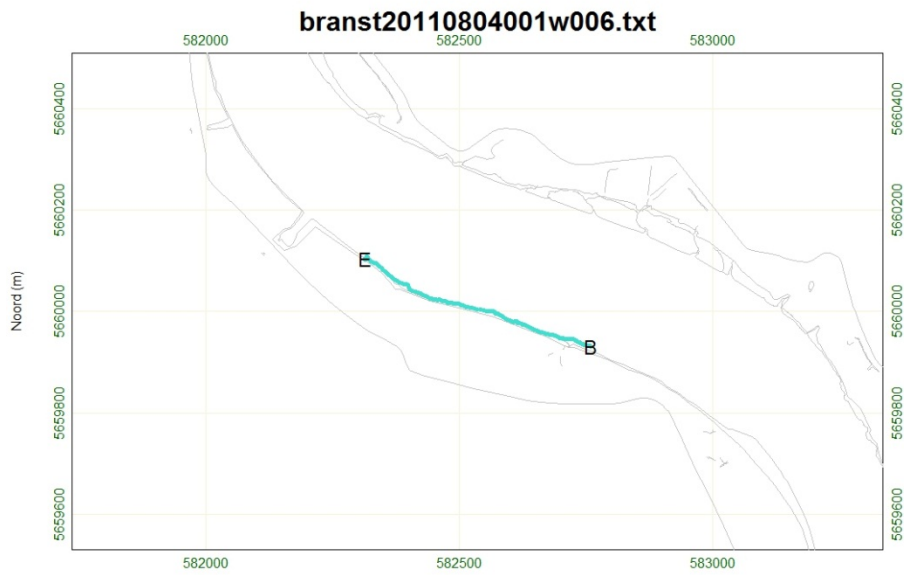 branst20110804001w006.txt
582000 582500 583000
5660400 5660400
5660200 5660200
Noord (m)
E
5660000 5660000
B
5659800 5659800
5659600 5659600
582000 582500 583000